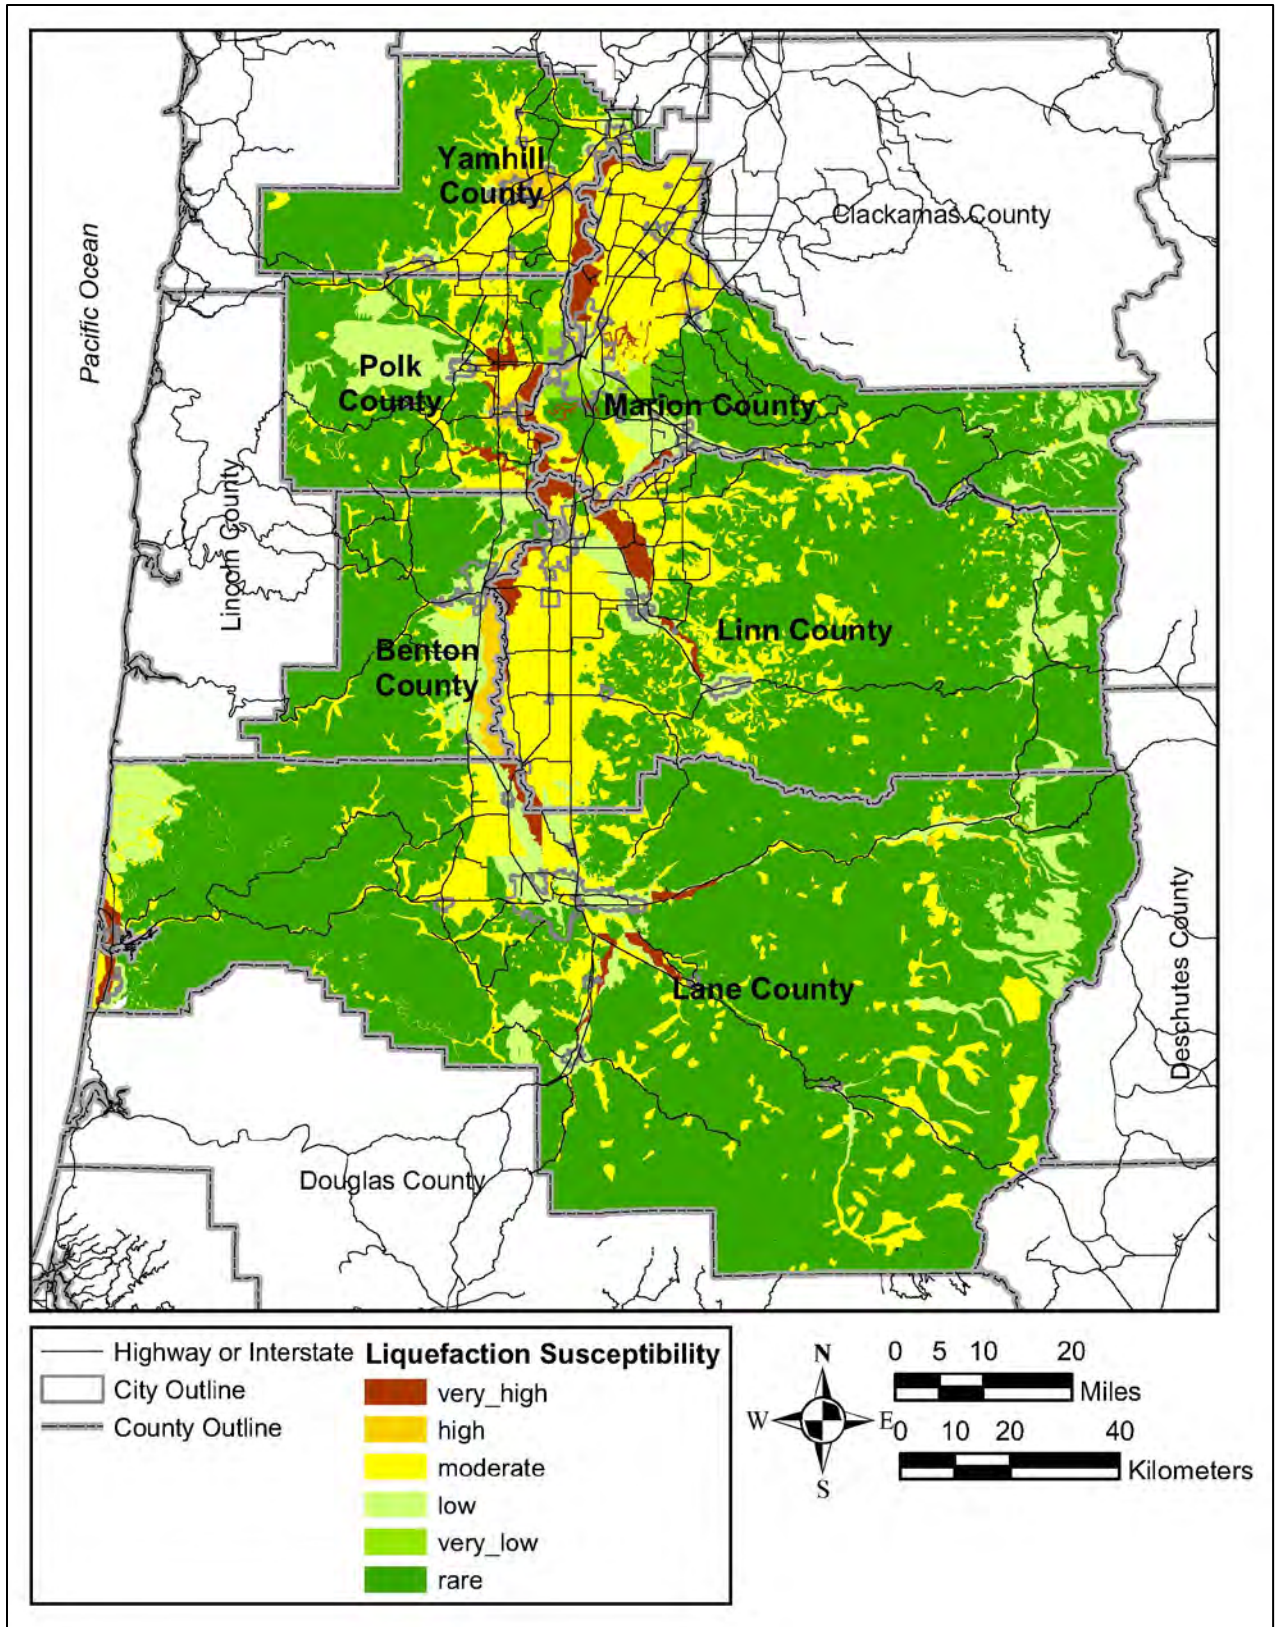 Yamhill
County
Clackamas County
Pacific Ocean
Polk
County
Marion County
Lincoln County
Linn County
Benton
County
Deschutes County
Lane County
Douglas County
Highway or Interstate
City Outline
County Outline
Liquefaction Susceptibility
very_high
high
moderate
low
very_low
rare
N
W
E
S
0 5 10 20
Miles
0 10 20 40
Kilometers